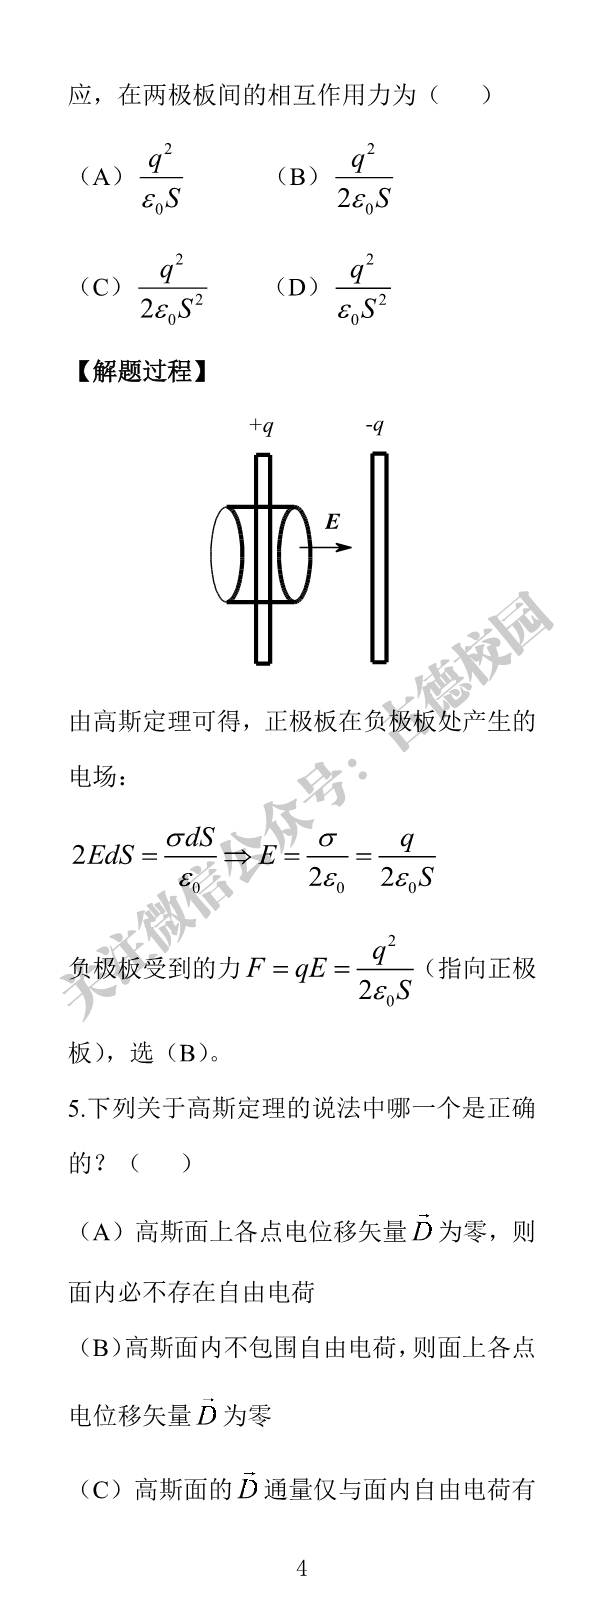 应，在两极板间的相互作用力为（　　）
（A）$\frac{q^2}{\varepsilon_0 S}$　　（B）$\frac{q^2}{2\varepsilon_0 S}$
（C）$\frac{q^2}{2\varepsilon_0 S^2}$　　（D）$\frac{q^2}{\varepsilon_0 S^2}$
【解题过程】
+q　-q
E
由高斯定理可得，正极板在负极板处产生的
电场：
$2EdS = \frac{\sigma dS}{\varepsilon_0} \Rightarrow E = \frac{\sigma}{2\varepsilon_0} = \frac{q}{2\varepsilon_0 S}$
负极板受到的力 $F = qE = \frac{q^2}{2\varepsilon_0 S}$（指向正极
板），选（B）。
5.下列关于高斯定理的说法中哪一个是正确
的？（　　）
（A）高斯面上各点电位移矢量 $\vec{D}$ 为零，则
面内必不存在自由电荷
（B）高斯面内不包围自由电荷，则面上各点
电位移矢量 $\vec{D}$ 为零
（C）高斯面的 $\vec{D}$ 通量仅与面内自由电荷有
4
关注微信公众号：吉德校园